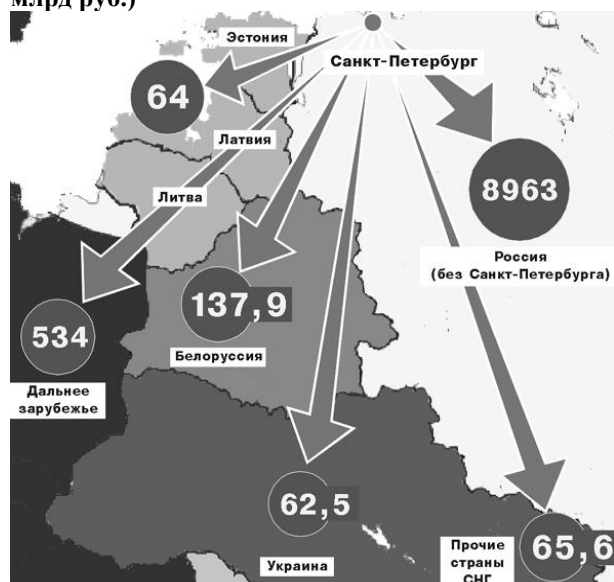 млрд руб.)
Эстония
Санкт-Петербург
64
Латвия
Литва
8963
Россия
(без Санкт-Петербурга)
137,9
534
Белоруссия
Дальнее
зарубежье
62,5
Украина
65,6
Прочие
страны
СНГ